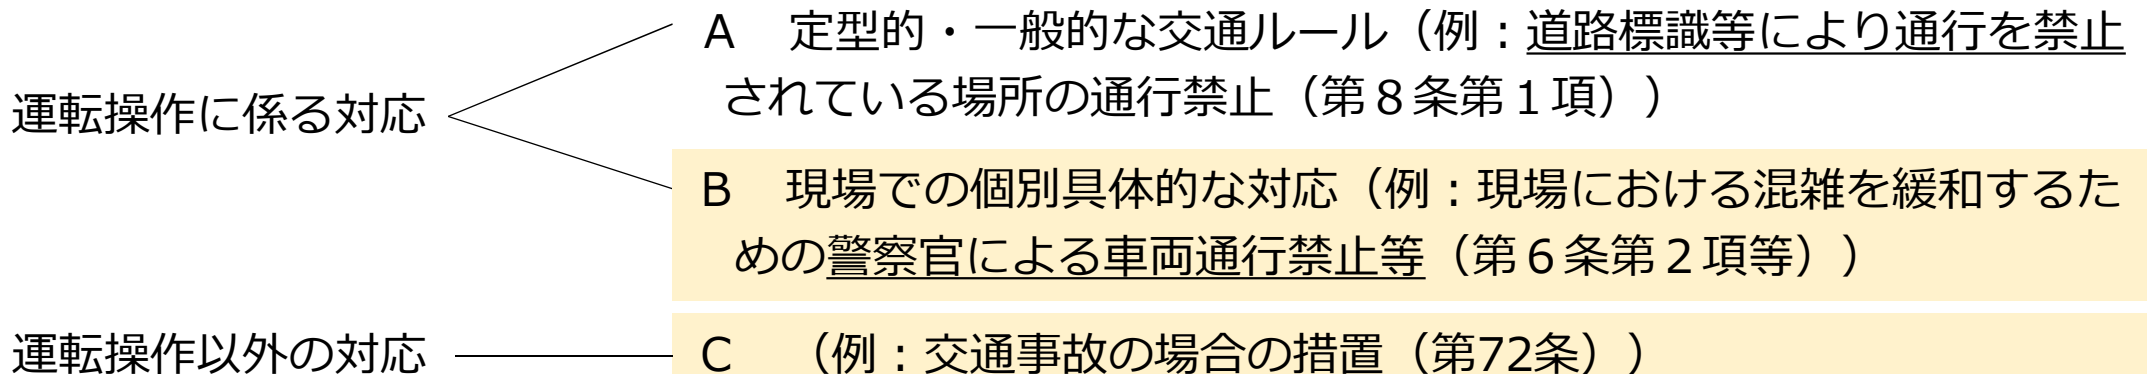 運転操作に係る対応
A　定型的・一般的な交通ルール（例：道路標識等により通行を禁止
されている場所の通行禁止（第８条第１項））
B　現場での個別具体的な対応（例：現場における混雑を緩和するた
めの警察官による車両通行禁止等（第６条第２項等））
運転操作以外の対応
C　（例：交通事故の場合の措置（第72条））